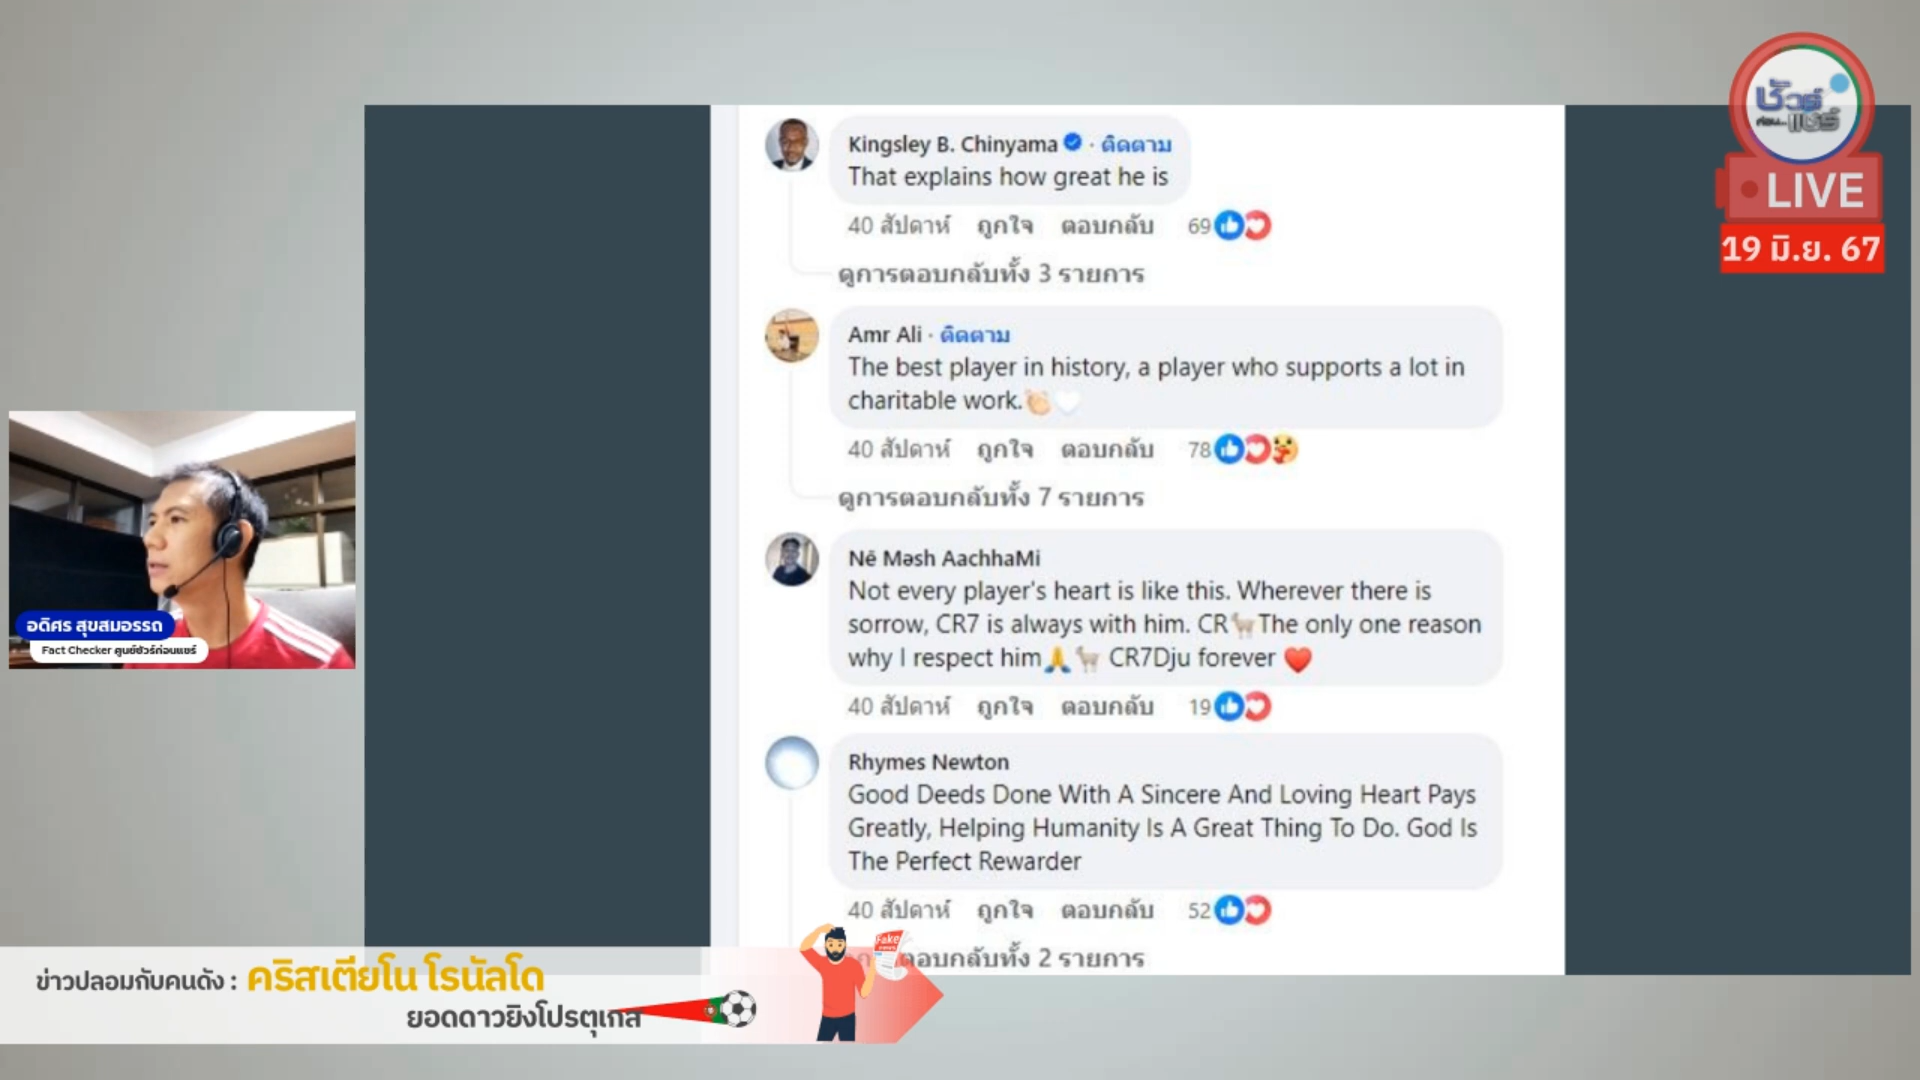 ชัวร์
ก่อน...แชร์
LIVE
19 มิ.ย. 67
Kingsley B. Chinyama · ติดตาม
That explains how great he is
40 สัปดาห์ ถูกใจ ตอบกลับ 69
ดูการตอบกลับทั้ง 3 รายการ
Amr Ali · ติดตาม
The best player in history, a player who supports a lot in
charitable work.👏🤍
40 สัปดาห์ ถูกใจ ตอบกลับ 78
ดูการตอบกลับทั้ง 7 รายการ
Nē Məsh AachhaMi
Not every player's heart is like this. Wherever there is
sorrow, CR7 is always with him. CR🐐The only one reason
why I respect him🙏🐐 CR7Dju forever ❤️
40 สัปดาห์ ถูกใจ ตอบกลับ 19
Rhymes Newton
Good Deeds Done With A Sincere And Loving Heart Pays
Greatly, Helping Humanity Is A Great Thing To Do. God Is
The Perfect Rewarder
40 สัปดาห์ ถูกใจ ตอบกลับ 52
ตอบกลับทั้ง 2 รายการ
อดิศร สุขสมอรรถ
Fact Checker ศูนย์ชัวร์ก่อนแชร์
ข่าวปลอมกับคนดัง : คริสเตียโน โรนัลโด
ยอดดาวยิงโปรตุเกส
Fake